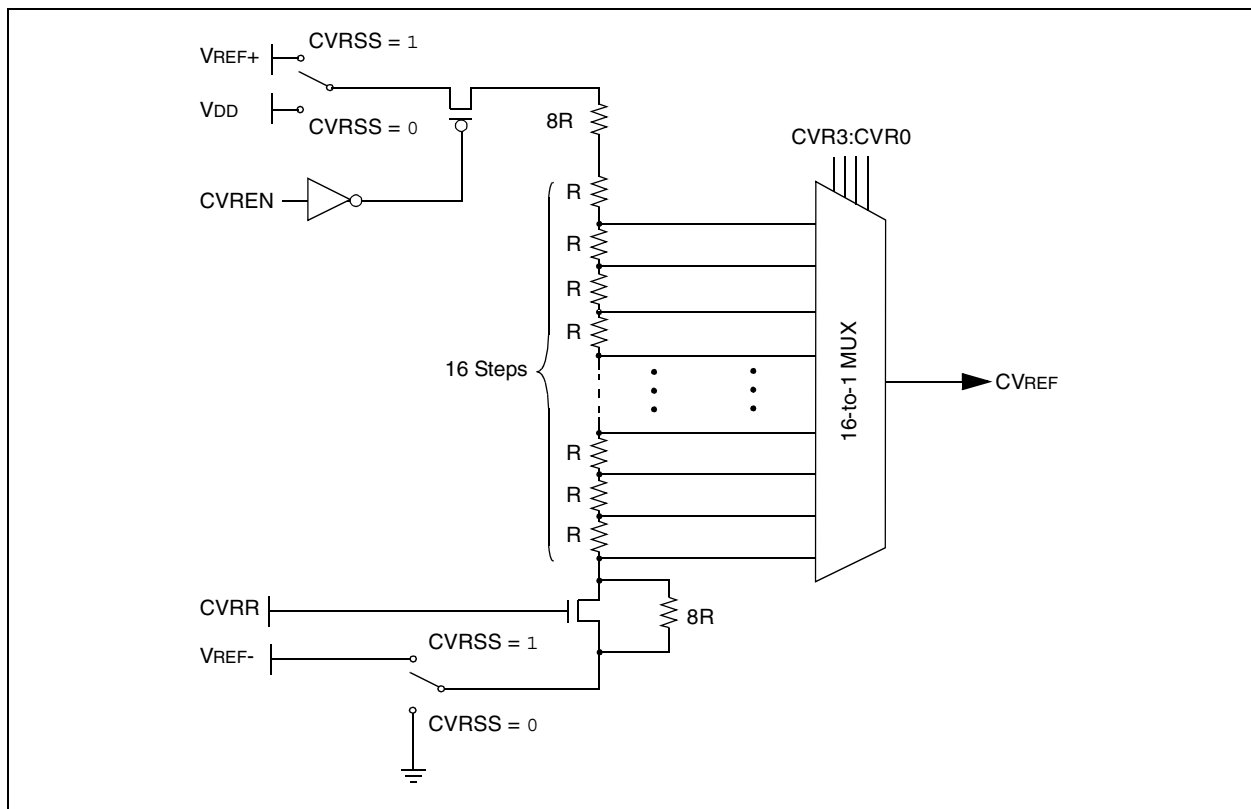 CVRSS = 1
VREF+
VDD
CVRSS = 0
8R
CVR3:CVR0
CVREN
R
R
R
R
16 Steps
16-to-1 MUX
CVREF
R
R
R
CVRR
8R
CVRSS = 1
VREF-
CVRSS = 0